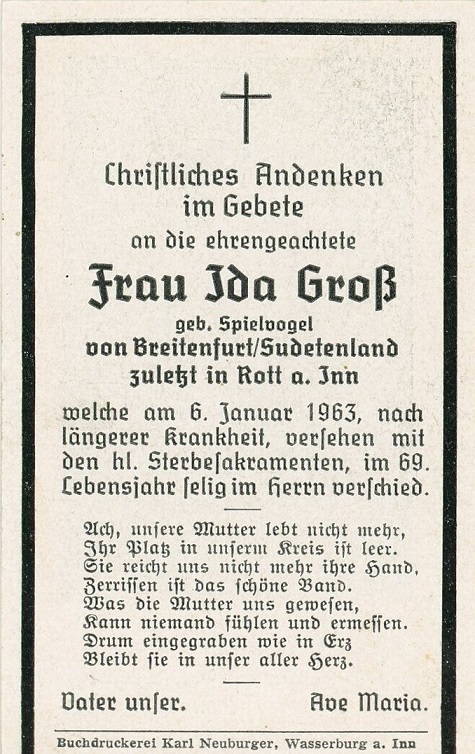 Christliches Andenken
im Gebete
an die ehrengeachtete
Frau Ida Groß
geb. Spielvogel
von Breitenfurt/Sudetenland
zuletzt in Rott a. Inn
welche am 6. Januar 1963, nach
längerer Krankheit, versehen mit
den hl. Sterbesakramenten, im 69.
Lebensjahr selig im Herrn verschied.
Ach, unsere Mutter lebt nicht mehr,
Ihr Platz in unserm Kreis ist leer.
Sie reicht uns nicht mehr ihre Hand,
Zerrissen ist das schöne Band.
Was die Mutter uns gewesen,
Kann niemand fühlen und ermessen.
Drum eingegraben wie in Erz
Bleibt sie in unser aller Herz.
Vater unser. Ave Maria.
Buchdruckerei Karl Neuburger, Wasserburg a. Inn